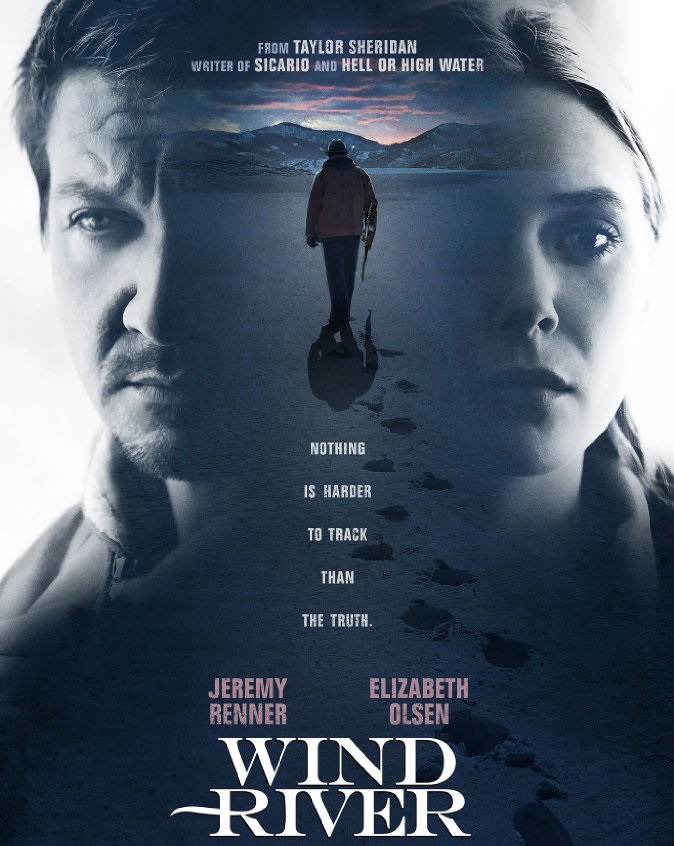 FROM TAYLOR SHERIDAN
WRITER OF SICARIO AND HELL OR HIGH WATER
NOTHING
IS HARDER
TO TRACK
THAN
THE TRUTH.
JEREMY
RENNER
ELIZABETH
OLSEN
WIND
RIVER